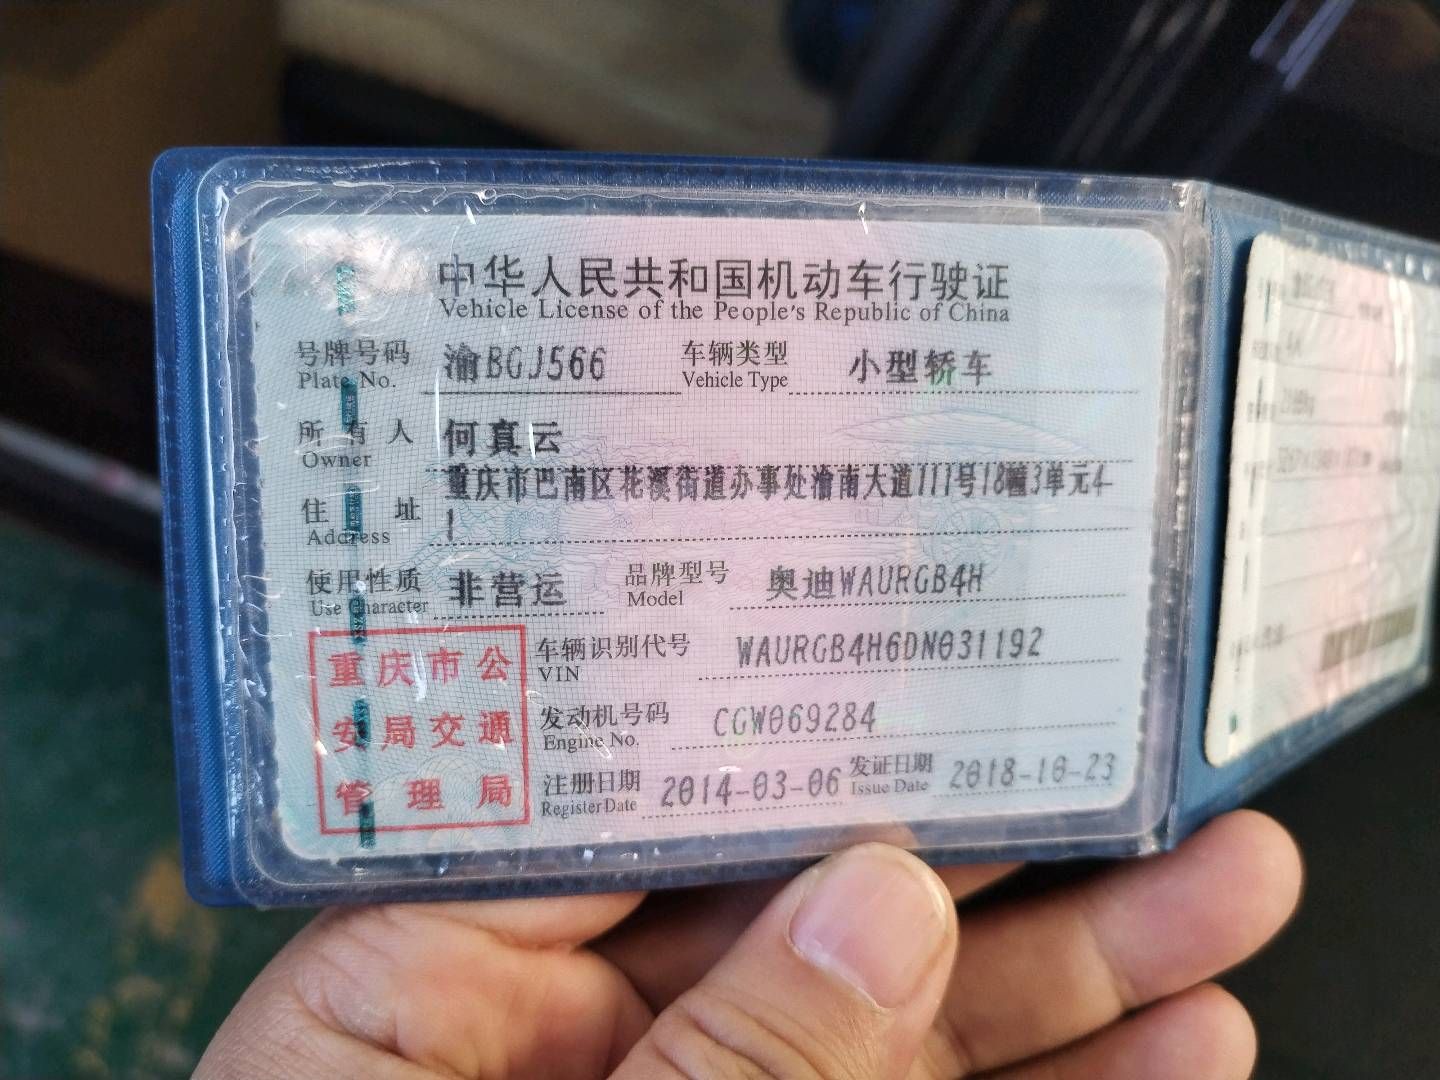 中华人民共和国机动车行驶证
Vehicle License of the People's Republic of China
号牌号码 渝BGJ566 车辆类型 小型轿车
Plate No. Vehicle Type
所有人 何真云
Owner
住址 重庆市巴南区花溪街道办事处渝南大道111号18幢3单元4-
1
Address
使用性质 非营运 品牌型号 奥迪WAURGB4H
Use Character Model
重庆市公
安局交通
管理局
车辆识别代号 WAURGB4H6DN031192
VIN
发动机号码 CGW069284
Engine No.
注册日期 2014-03-06 发证日期 2018-10-23
Register Date Issue Date